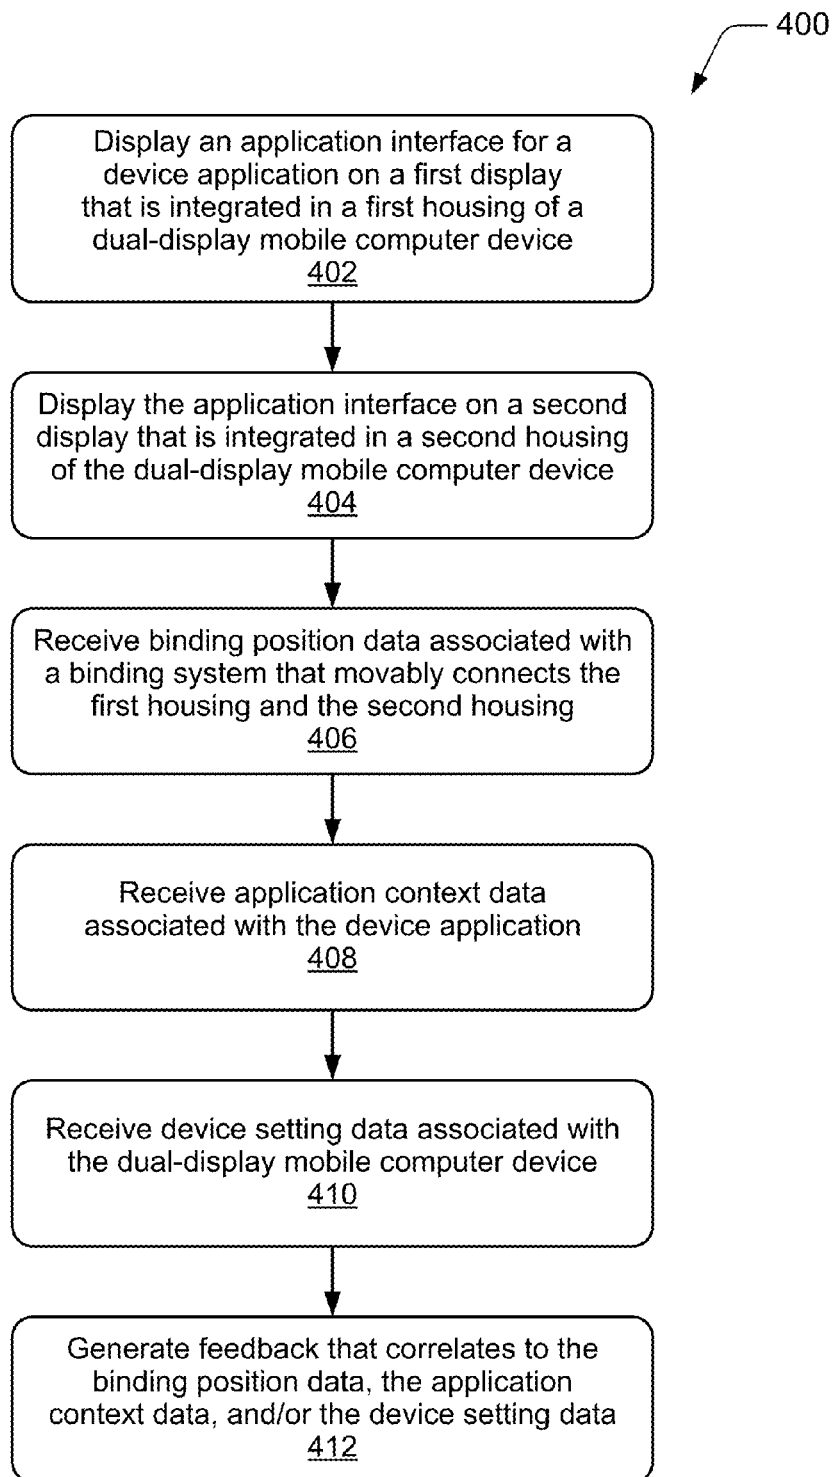 400
Display an application interface for a
device application on a first display
that is integrated in a first housing of a
dual-display mobile computer device
402
Display the application interface on a second
display that is integrated in a second housing
of the dual-display mobile computer device
404
Receive binding position data associated with
a binding system that movably connects the
first housing and the second housing
406
Receive application context data
associated with the device application
408
Receive device setting data associated with
the dual-display mobile computer device
410
Generate feedback that correlates to the
binding position data, the application
context data, and/or the device setting data
412